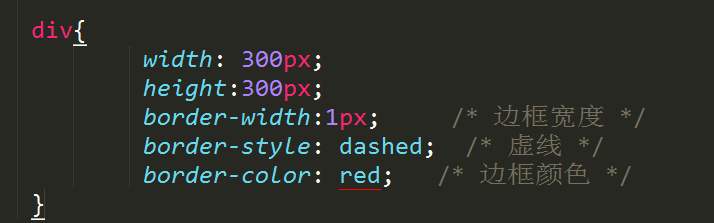 div{
width: 300px;
height:300px;
border-width:1px; /* 边框宽度 */
border-style: dashed; /* 虚线 */
border-color: red; /* 边框颜色 */
}